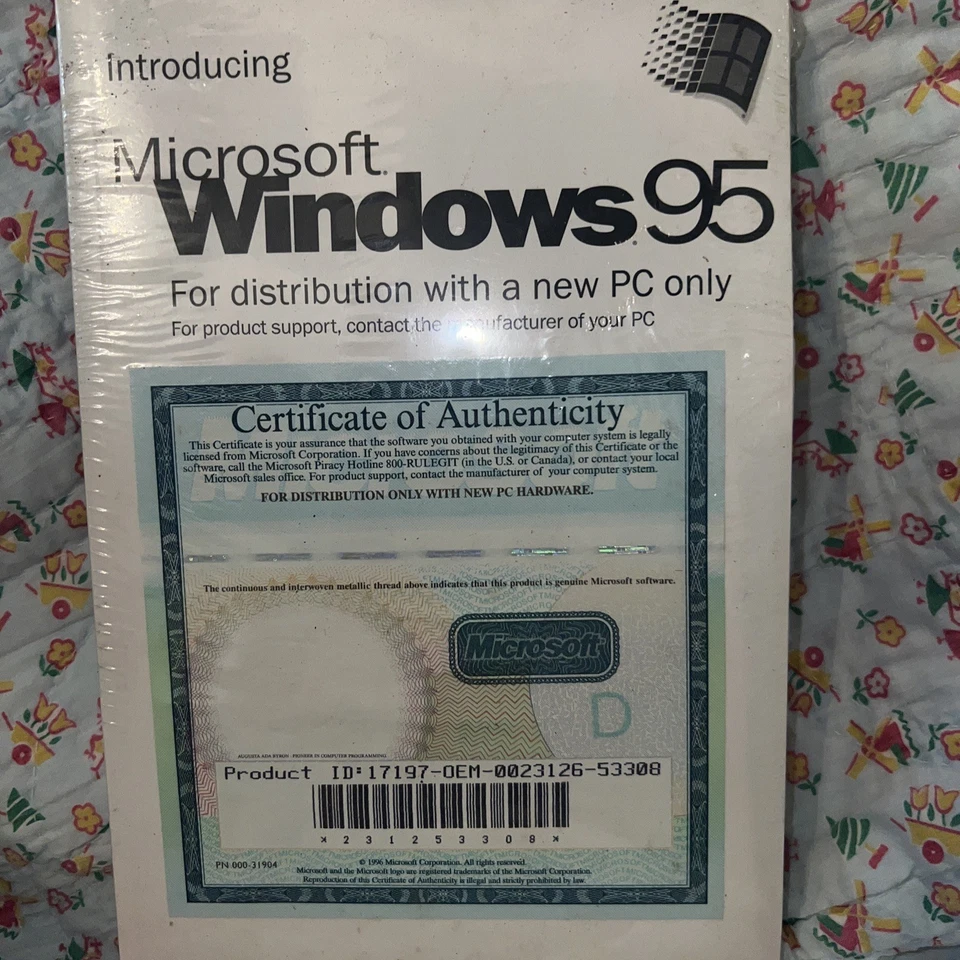 Introducing
Microsoft
Windows 95
For distribution with a new PC only
For product support, contact the manufacturer of your PC
Certificate of Authenticity
This Certificate is your assurance that the software you obtained with your computer system is legally
licensed from Microsoft Corporation. If you have concerns about the legitimacy of this Certificate or the
software, call the Microsoft Piracy Hotline 800-RULEGIT (in the U.S. or Canada), or contact your local
Microsoft sales office. For product support, contact the manufacturer of your computer system.
FOR DISTRIBUTION ONLY WITH NEW PC HARDWARE.
The continuous and interwoven metallic thread above indicates that this product is genuine Microsoft software.
Microsoft
D
AUGUSTA ADA BYRON - PIONEER IN COMPUTER PROGRAMMING
Product ID:17197-OEM-0023126-53308
* 2 3 1 2 5 3 3 0 8 *
PN 000-31904
© 1996 Microsoft Corporation. All rights reserved.
Microsoft and the Microsoft logo are registered trademarks of the Microsoft Corporation.
Reproduction of this Certificate of Authenticity is illegal and strictly prohibited by law.